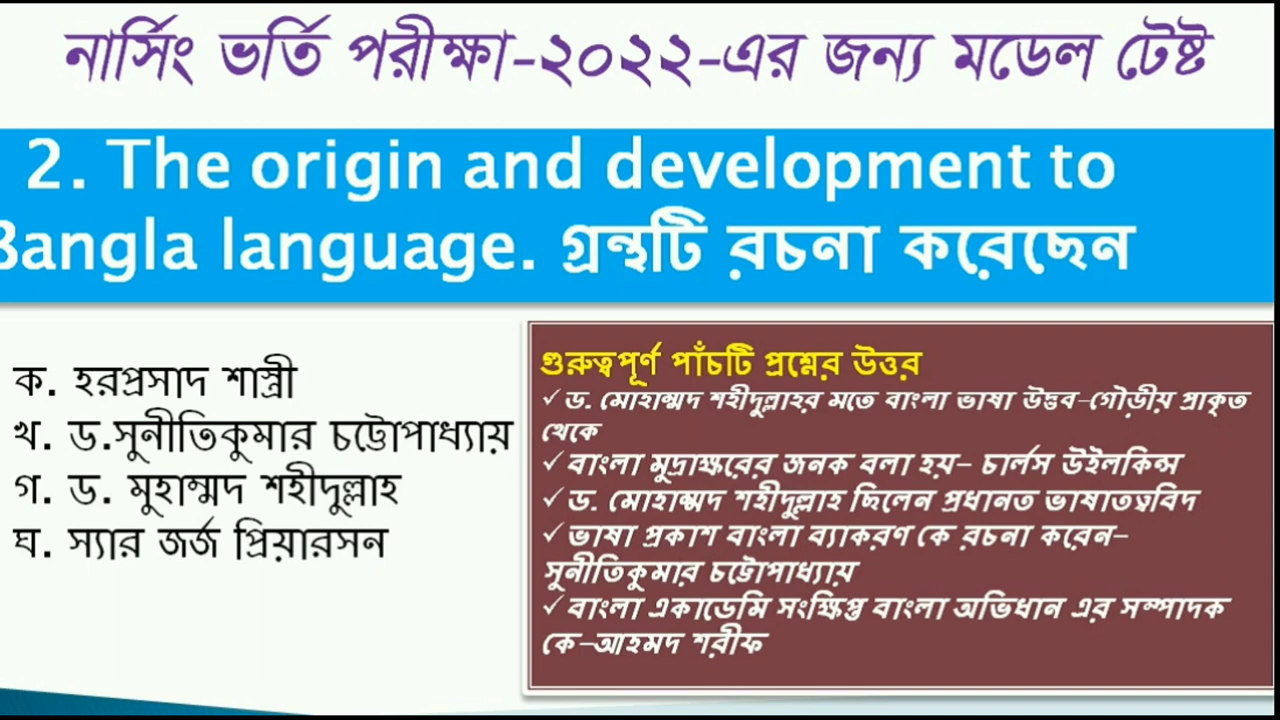 নার্সিং ভর্তি পরীক্ষা-২০২২-এর জন্য মডেল টেষ্ট
2. The origin and development to
Bangla language. গ্রন্থটি রচনা করেছেন
ক. হরপ্রসাদ শাস্ত্রী
খ. ড.সুনীতিকুমার চট্টোপাধ্যায়
গ. ড. মুহাম্মদ শহীদুল্লাহ
ঘ. স্যার জর্জ প্রিয়ারসন
গুরুত্বপূর্ণ পাঁচটি প্রশ্নের উত্তর
✓ ড. মোহাম্মদ শহীদুল্লাহর মতে বাংলা ভাষা উদ্ভব-গৌড়ীয় প্রাকৃত
থেকে
✓ বাংলা মুদ্রাক্ষরের জনক বলা হয়- চার্লস উইলকিন্স
✓ ড. মোহাম্মদ শহীদুল্লাহ ছিলেন প্রধানত ভাষাতত্ত্ববিদ
✓ ভাষা প্রকাশ বাংলা ব্যাকরণ কে রচনা করেন-
সুনীতিকুমার চট্টোপাধ্যায়
✓ বাংলা একাডেমি সংক্ষিপ্ত বাংলা অভিধান এর সম্পাদক
কে-আহমদ শরীফ